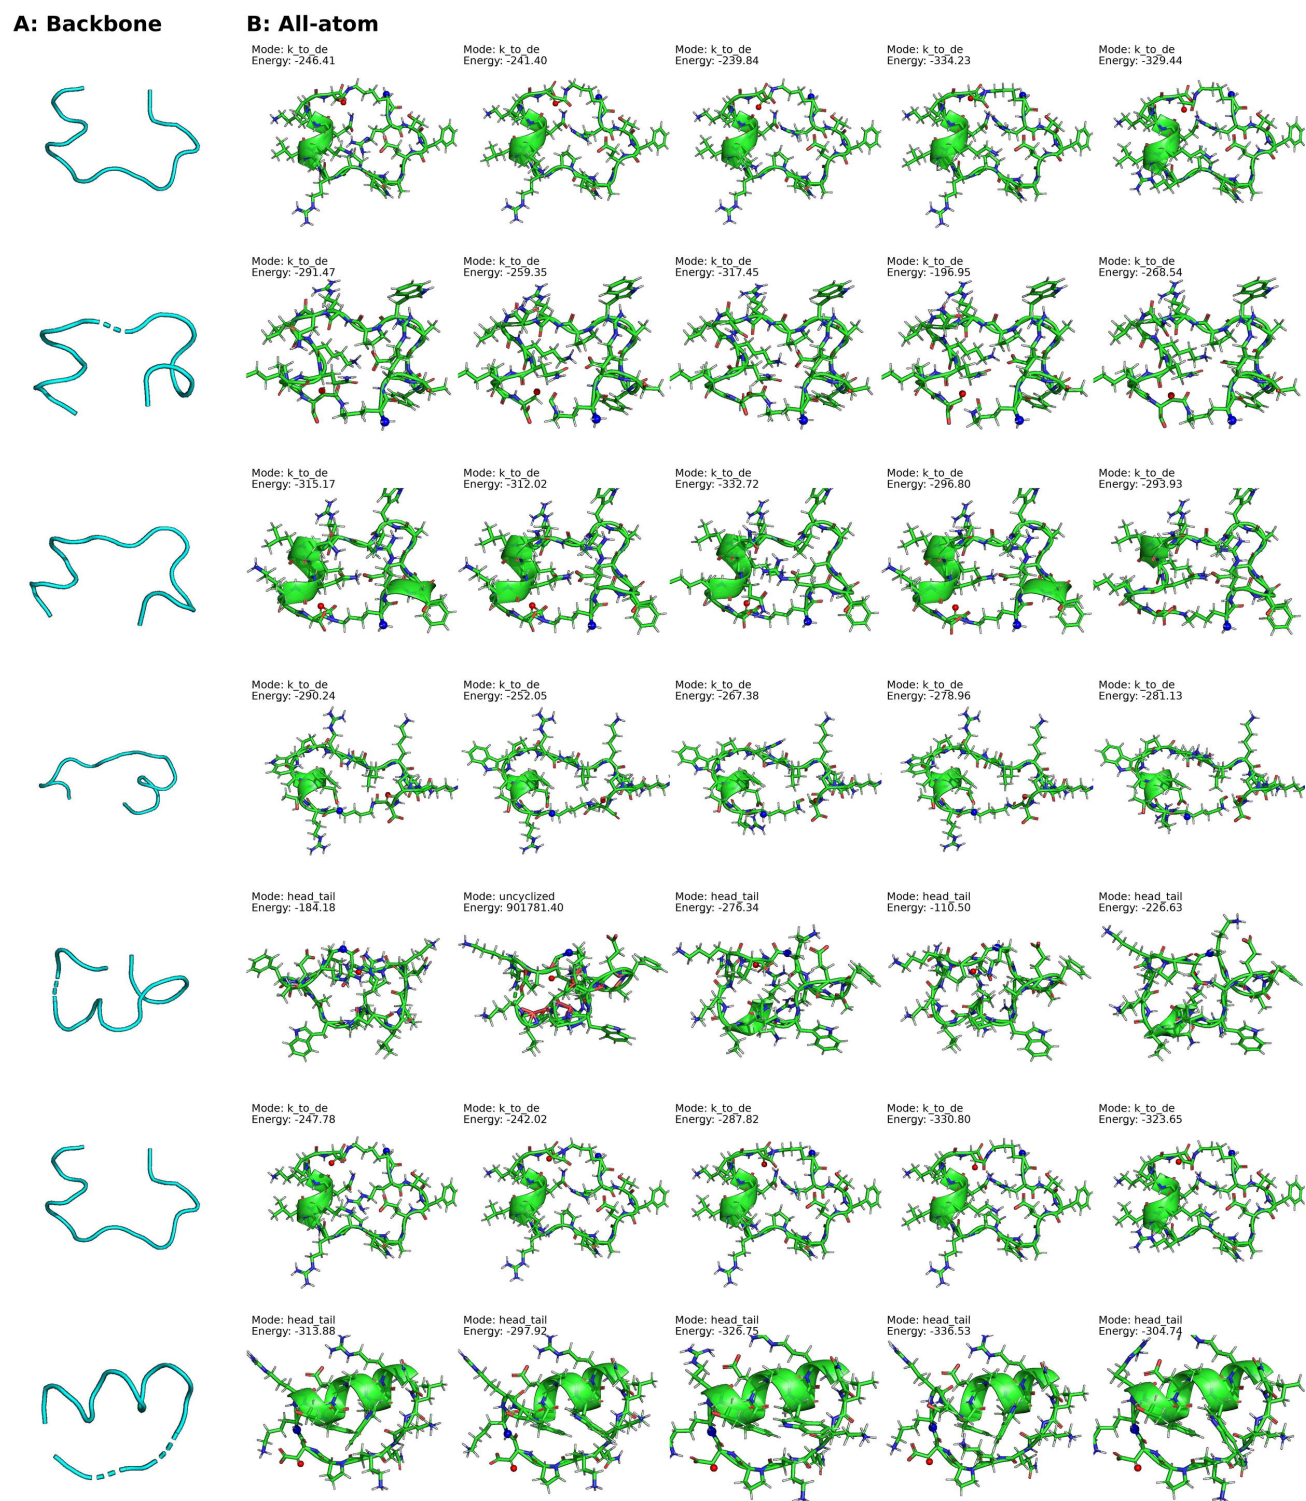 A: Backbone
B: All-atom
Mode: k_to_de
Energy: -246.41
Mode: k_to_de
Energy: -241.40
Mode: k_to_de
Energy: -239.84
Mode: k_to_de
Energy: -334.23
Mode: k_to_de
Energy: -329.44
Mode: k_to_de
Energy: -291.47
Mode: k_to_de
Energy: -259.35
Mode: k_to_de
Energy: -317.45
Mode: k_to_de
Energy: -196.95
Mode: k_to_de
Energy: -268.54
Mode: k_to_de
Energy: -315.17
Mode: k_to_de
Energy: -312.02
Mode: k_to_de
Energy: -332.72
Mode: k_to_de
Energy: -296.80
Mode: k_to_de
Energy: -293.93
Mode: k_to_de
Energy: -290.24
Mode: k_to_de
Energy: -252.05
Mode: k_to_de
Energy: -267.38
Mode: k_to_de
Energy: -278.96
Mode: k_to_de
Energy: -281.13
Mode: head_tail
Energy: -184.18
Mode: uncyclized
Energy: 901781.40
Mode: head_tail
Energy: -276.34
Mode: head_tail
Energy: -110.50
Mode: head_tail
Energy: -226.63
Mode: k_to_de
Energy: -247.78
Mode: k_to_de
Energy: -242.02
Mode: k_to_de
Energy: -287.82
Mode: k_to_de
Energy: -330.80
Mode: k_to_de
Energy: -323.65
Mode: head_tail
Energy: -313.88
Mode: head_tail
Energy: -297.92
Mode: head_tail
Energy: -326.75
Mode: head_tail
Energy: -336.53
Mode: head_tail
Energy: -304.74